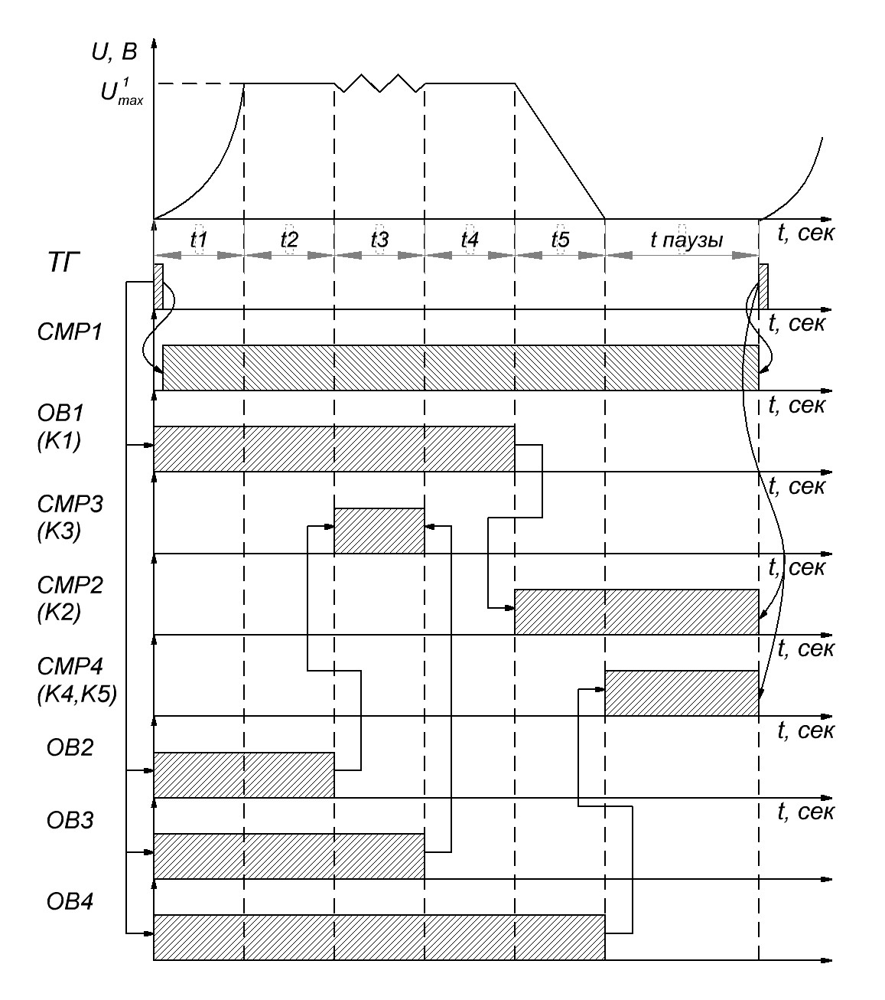 U, В
U¹max
t1 t2 t3 t4 t5 t паузы
t, сек
ТГ
t, сек
СМР1
t, сек
ОВ1
(К1)
t, сек
СМР3
(К3)
t, сек
СМР2
(К2)
t, сек
СМР4
(К4,К5)
t, сек
ОВ2
t, сек
ОВ3
ОВ4